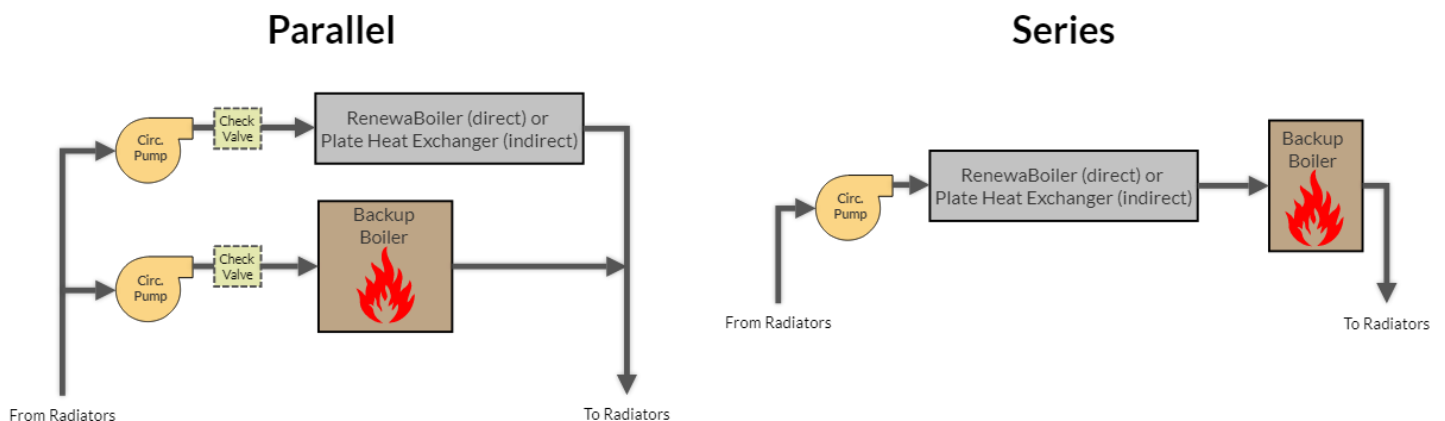 Parallel
Series
Circ.
Pump
Check
Valve
RenewaBoiler (direct) or
Plate Heat Exchanger (indirect)
Circ.
Pump
Check
Valve
Backup
Boiler
From Radiators
To Radiators
Circ.
Pump
RenewaBoiler (direct) or
Plate Heat Exchanger (indirect)
Backup
Boiler
From Radiators
To Radiators